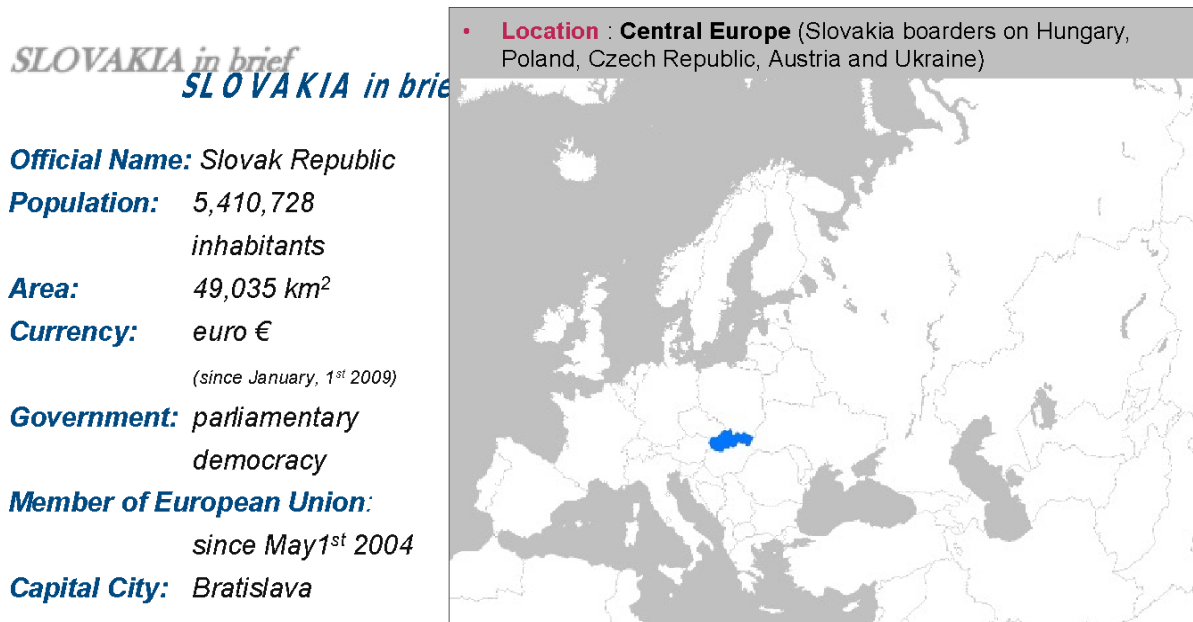 SLOVAKIA in brief
SLOVAKIA in brie
Official Name: Slovak Republic
Population: 5,410,728
inhabitants
Area: 49,035 km²
Currency: euro €
(since January, 1st 2009)
Government: parliamentary
democracy
Member of European Union:
since May1st 2004
Capital City: Bratislava
• Location : Central Europe (Slovakia boarders on Hungary,
Poland, Czech Republic, Austria and Ukraine)